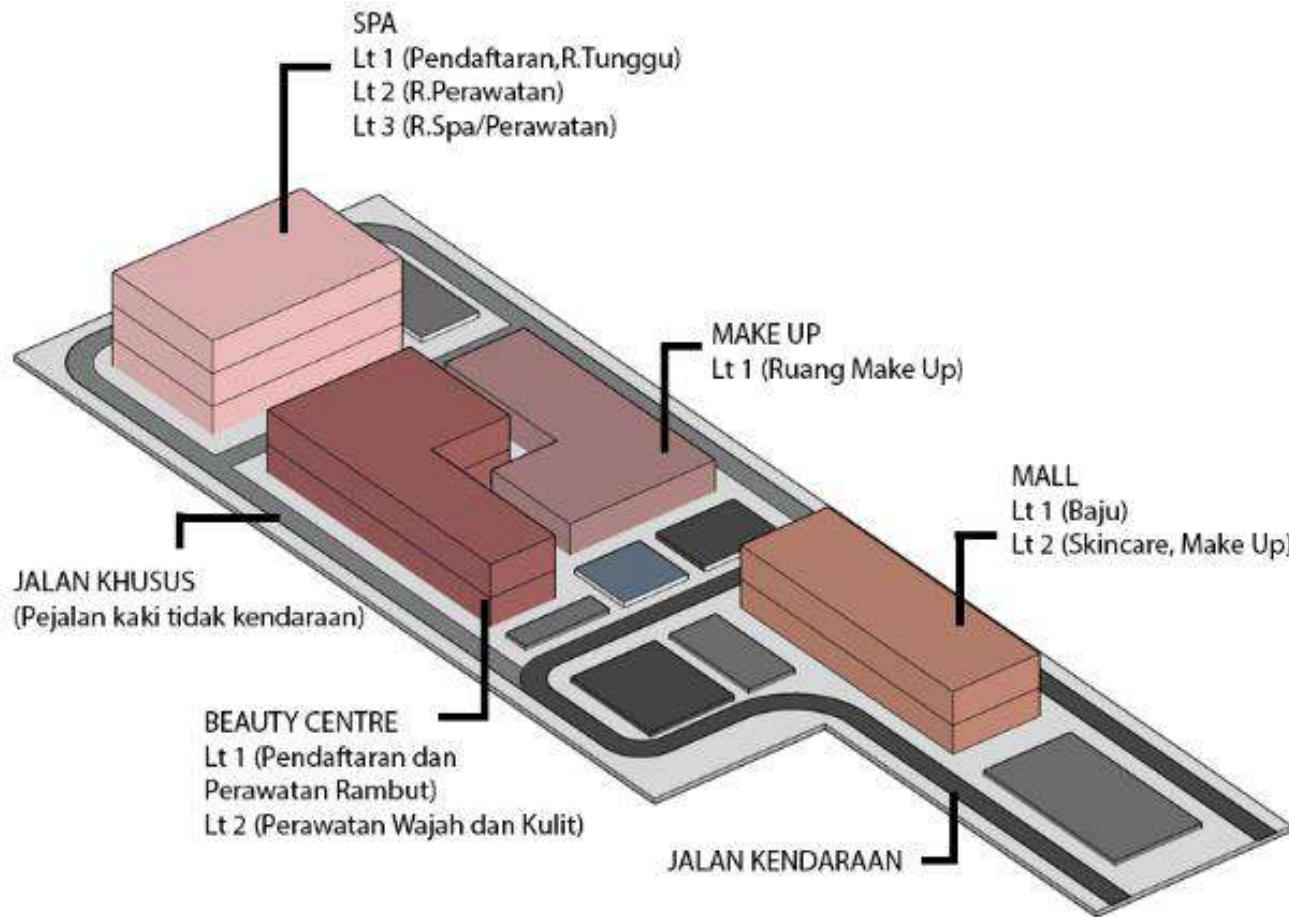 SPA
Lt 1 (Pendaftaran,R.Tunggu)
Lt 2 (R.Perawatan)
Lt 3 (R.Spa/Perawatan)
MAKE UP
Lt 1 (Ruang Make Up)
MALL
Lt 1 (Baju)
Lt 2 (Skincare, Make Up)
JALAN KHUSUS
(Pejalan kaki tidak kendaraan)
BEAUTY CENTRE
Lt 1 (Pendaftaran dan
Perawatan Rambut)
Lt 2 (Perawatan Wajah dan Kulit)
JALAN KENDARAAN